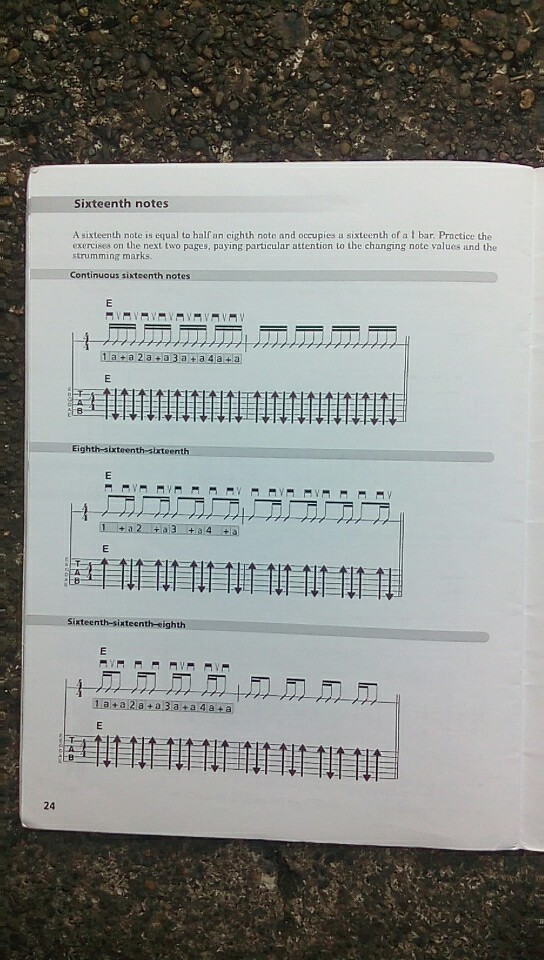 Sixteenth notes
A sixteenth note is equal to half an eighth note and occupies a sixteenth of a bar. Practice the
exercises on the next two pages, paying particular attention to the changing note values and the
strumming marks.
Continuous sixteenth notes
E
1 a + a 2 a + a 3 a + a 4 a + a
E
T
A
B
Eighth–sixteenth–sixteenth
E
1 + a 2 + a 3 + a 4 + a
E
T
A
B
Sixteenth–sixteenth–eighth
E
1 a + a 2 a + a 3 a + a 4 a + a
E
T
A
B
24